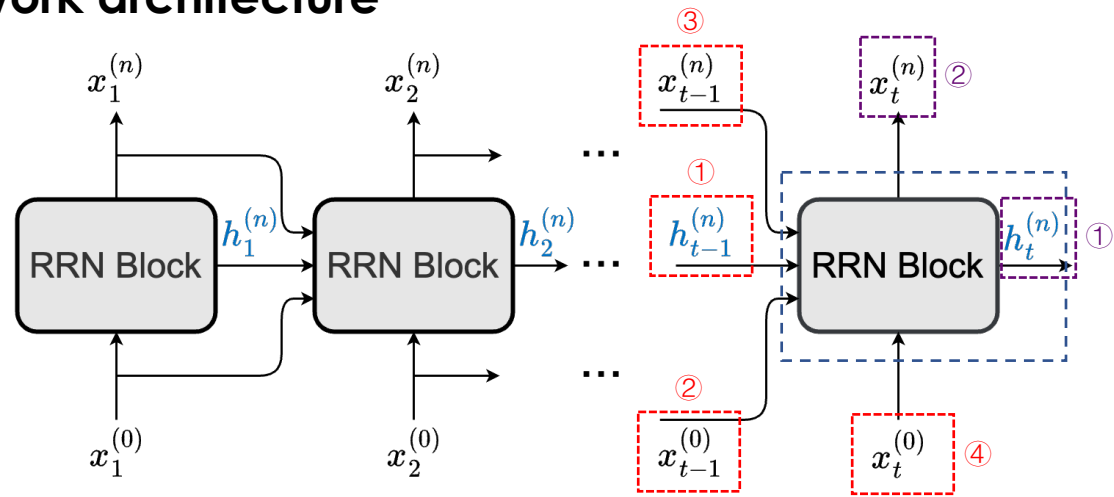 work architecture
③
x_1^{(n)} x_2^{(n)} x_{t-1}^{(n)} x_t^{(n)} ②
... ①
h_1^{(n)} h_2^{(n)} h_{t-1}^{(n)} h_t^{(n)} ①
RRN Block RRN Block ... RRN Block
... ②
x_1^{(0)} x_2^{(0)} x_{t-1}^{(0)} x_t^{(0)} ④